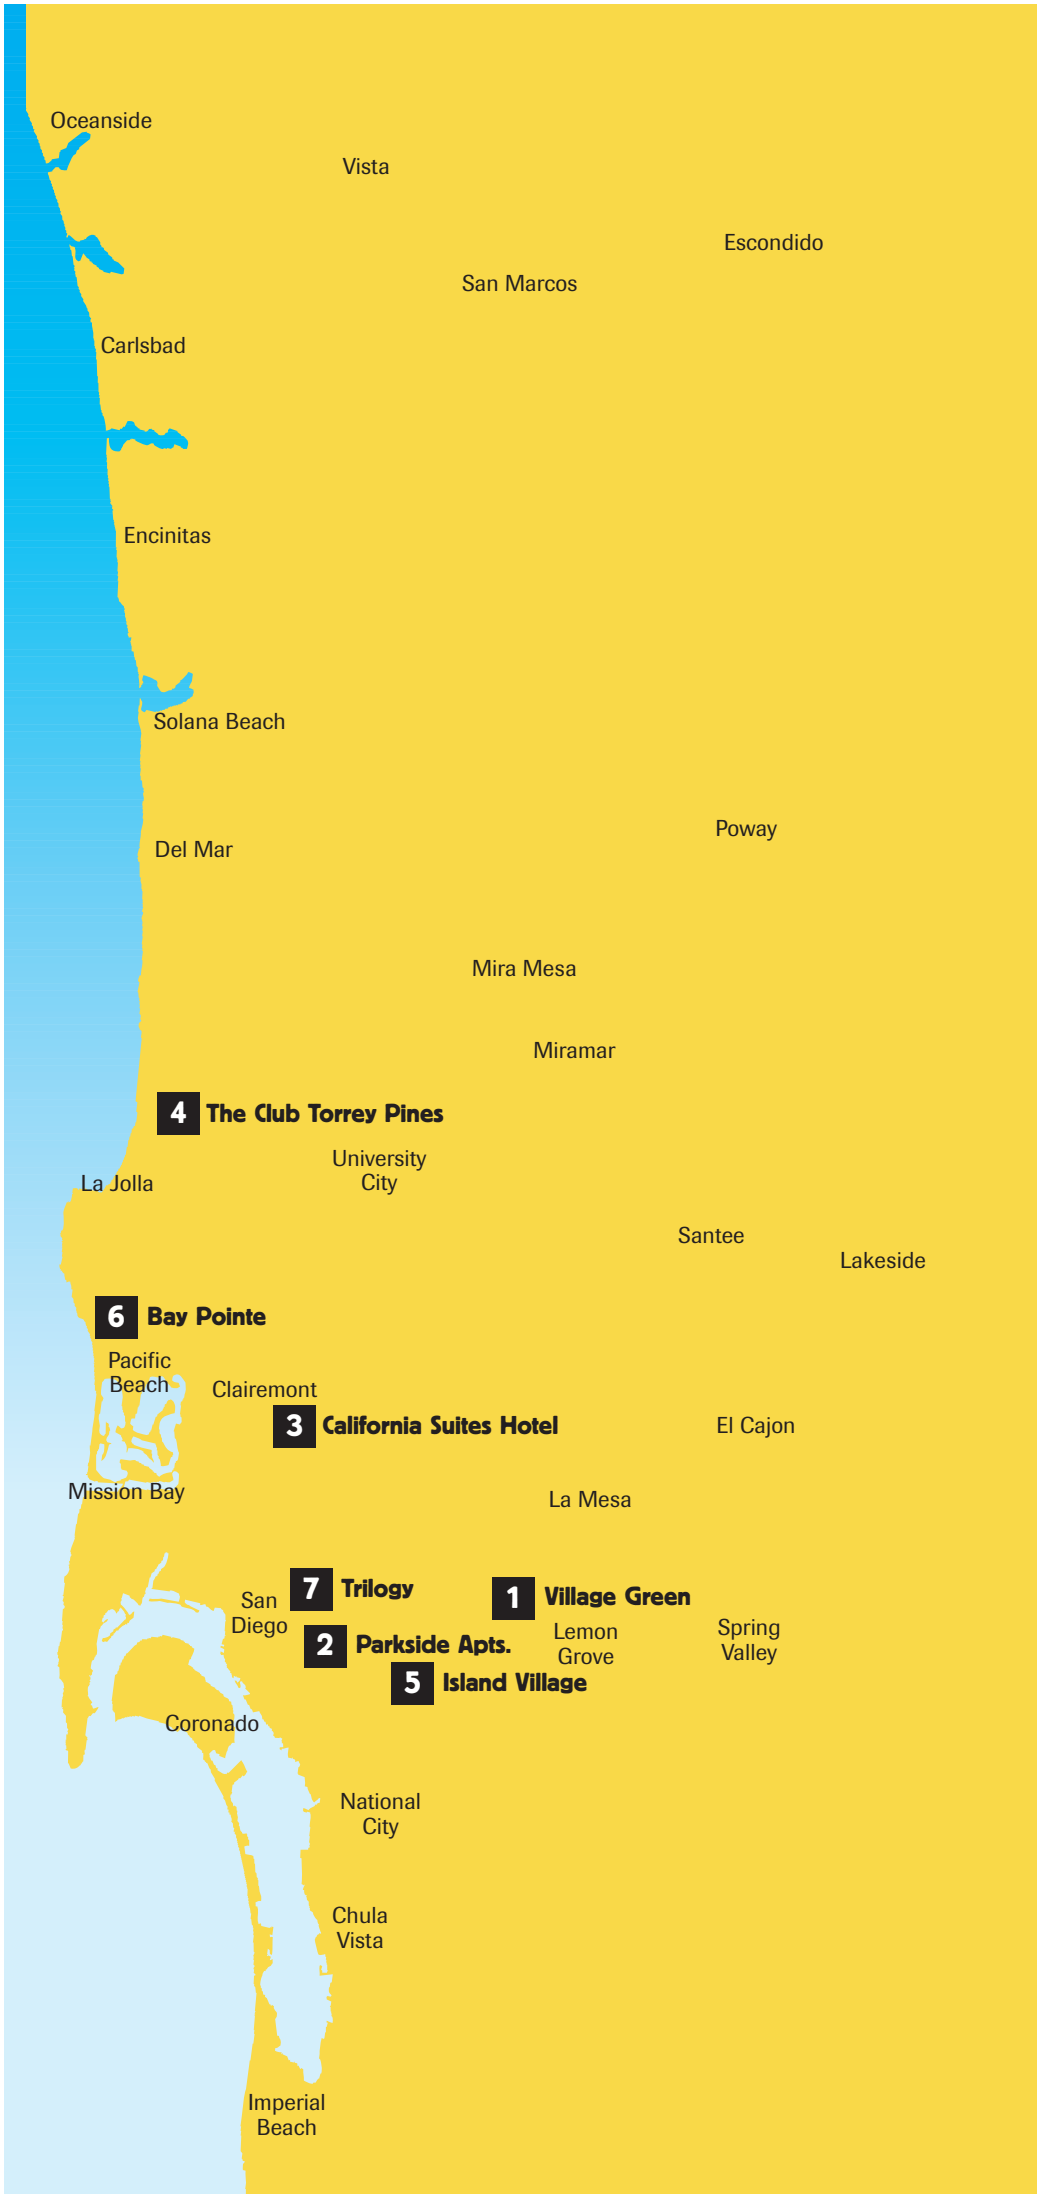 Oceanside
Vista
Escondido
San Marcos
Carlsbad
Encinitas
Solana Beach
Poway
Del Mar
Mira Mesa
Miramar
4 The Club Torrey Pines
University
City
La Jolla
Santee
Lakeside
6 Bay Pointe
Pacific
Beach
Clairemont
3 California Suites Hotel
El Cajon
Mission Bay
La Mesa
7 Trilogy
1 Village Green
San
Diego
Lemon
Grove
Spring
Valley
2 Parkside Apts.
5 Island Village
Coronado
National
City
Chula
Vista
Imperial
Beach